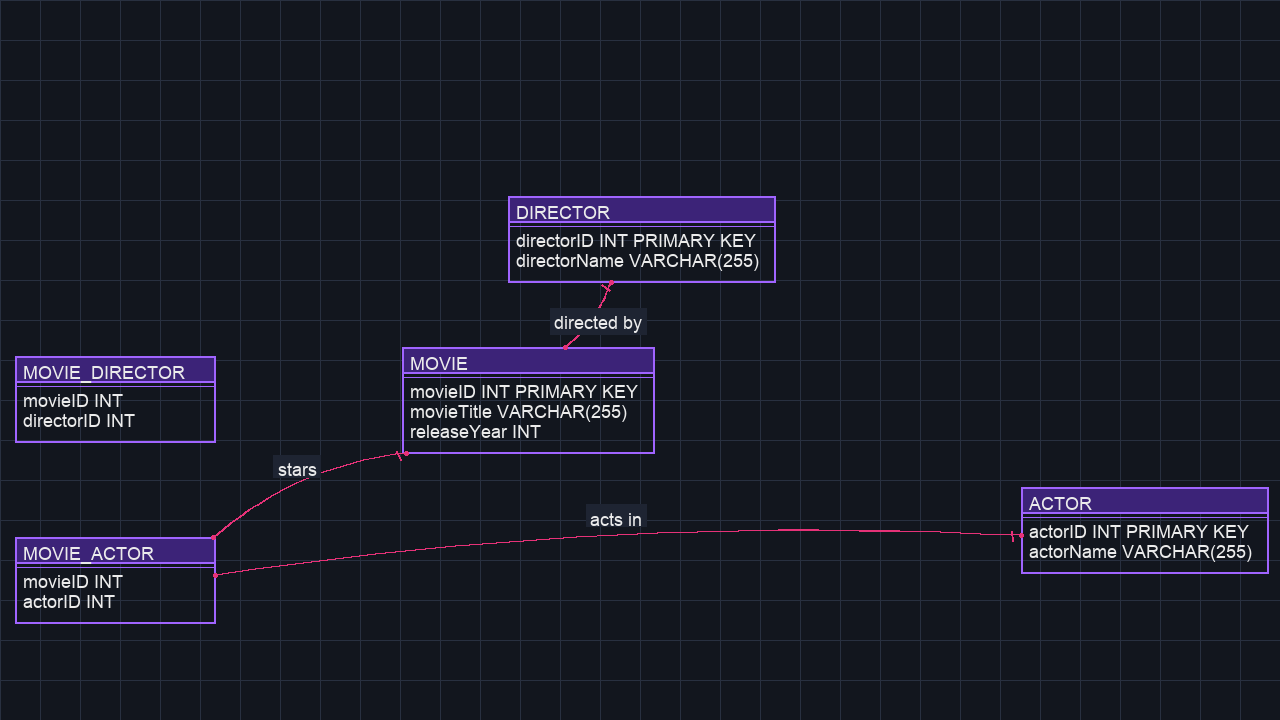 DIRECTOR
directorID INT PRIMARY KEY
directorName VARCHAR(255)
directed by
MOVIE
movieID INT PRIMARY KEY
movieTitle VARCHAR(255)
releaseYear INT
MOVIE_DIRECTOR
movieID INT
directorID INT
stars
acts in
ACTOR
actorID INT PRIMARY KEY
actorName VARCHAR(255)
MOVIE_ACTOR
movieID INT
actorID INT